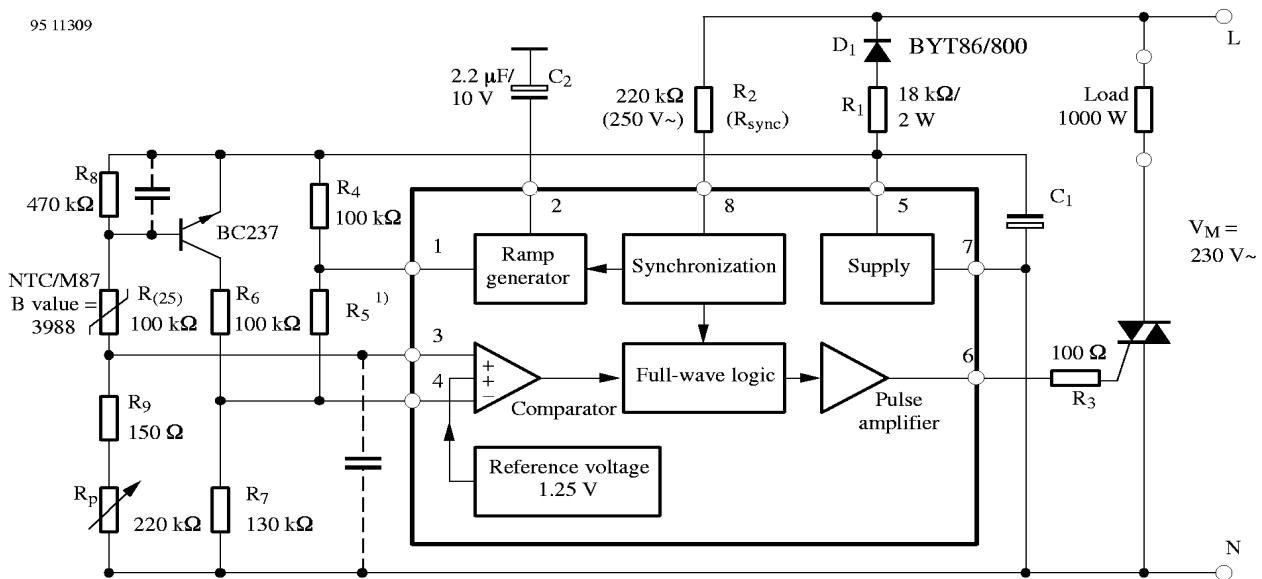 95 11309
L
D1
BYT86/800
2.2 μF/
10 V
C2
220 kΩ
(250 V~)
R2
(Rsync)
R1
18 kΩ/
2 W
Load
1000 W
R8
470 kΩ
BC237
R4
100 kΩ
2
8
5
C1
VM =
230 V~
1
Ramp
generator
Synchronization
Supply
7
NTC/M87
B value =
3988
R(25)
100 kΩ
R6
100 kΩ
R5 1)
3
4
+
+
−
Comparator
Full-wave logic
Pulse
amplifier
6
100 Ω
R3
R9
150 Ω
Reference voltage
1.25 V
Rp
220 kΩ
R7
130 kΩ
N